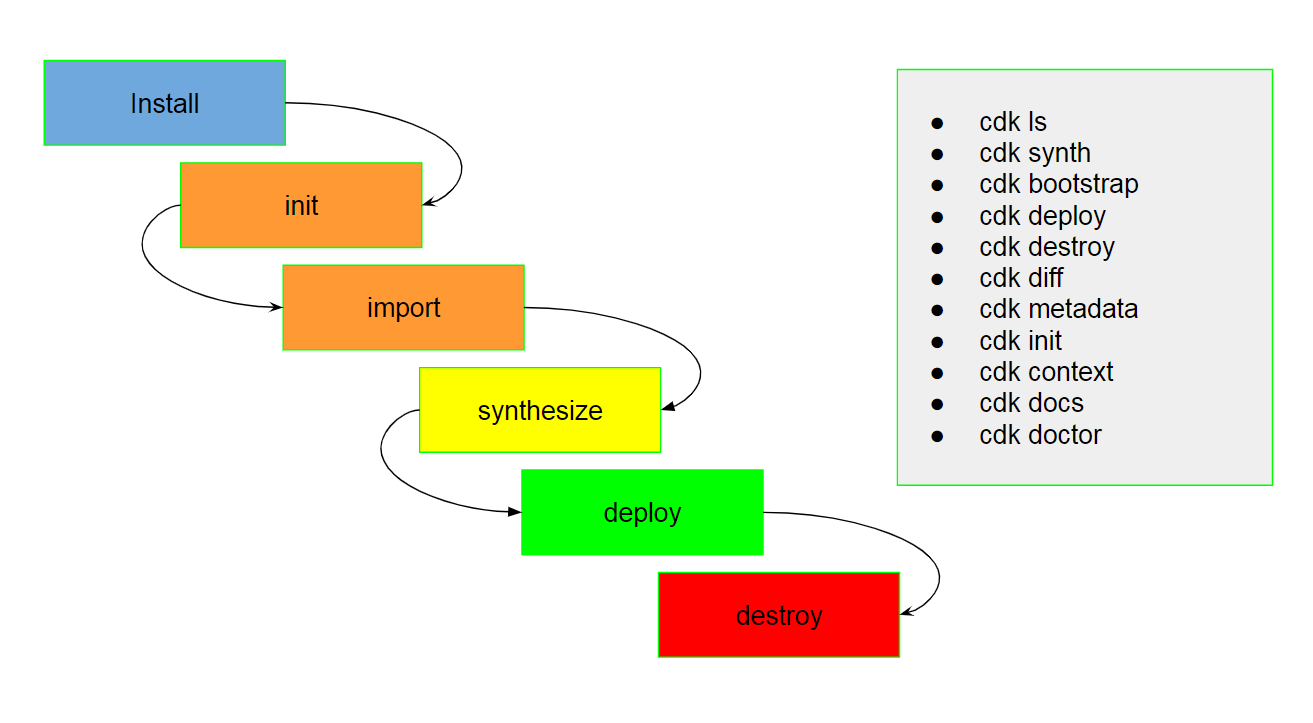 Install
init
import
synthesize
deploy
destroy
● cdk ls
● cdk synth
● cdk bootstrap
● cdk deploy
● cdk destroy
● cdk diff
● cdk metadata
● cdk init
● cdk context
● cdk docs
● cdk doctor